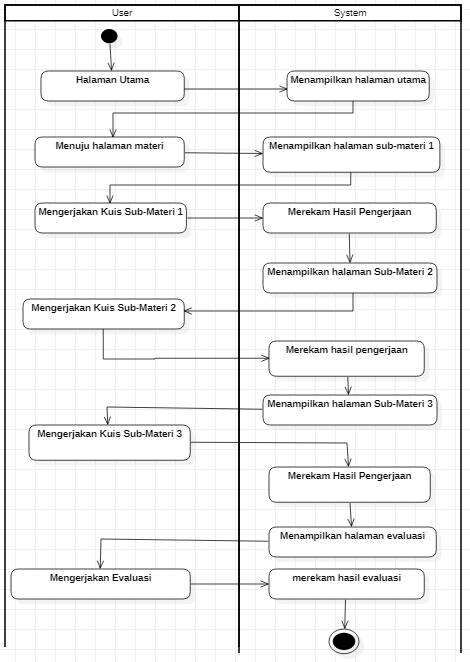 User
System
Halaman Utama
Menampilkan halaman utama
Menuju halaman materi
Menampilkan halaman sub-materi 1
Mengerjakan Kuis Sub-Materi 1
Merekam Hasil Pengerjaan
Menampilkan halaman Sub-Materi 2
Mengerjakan Kuis Sub-Materi 2
Merekam hasil pengerjaan
Menampilkan halaman Sub-Materi 3
Mengerjakan Kuis Sub-Materi 3
Merekam Hasil Pengerjaan
Menampilkan halaman evaluasi
Mengerjakan Evaluasi
merekam hasil evaluasi